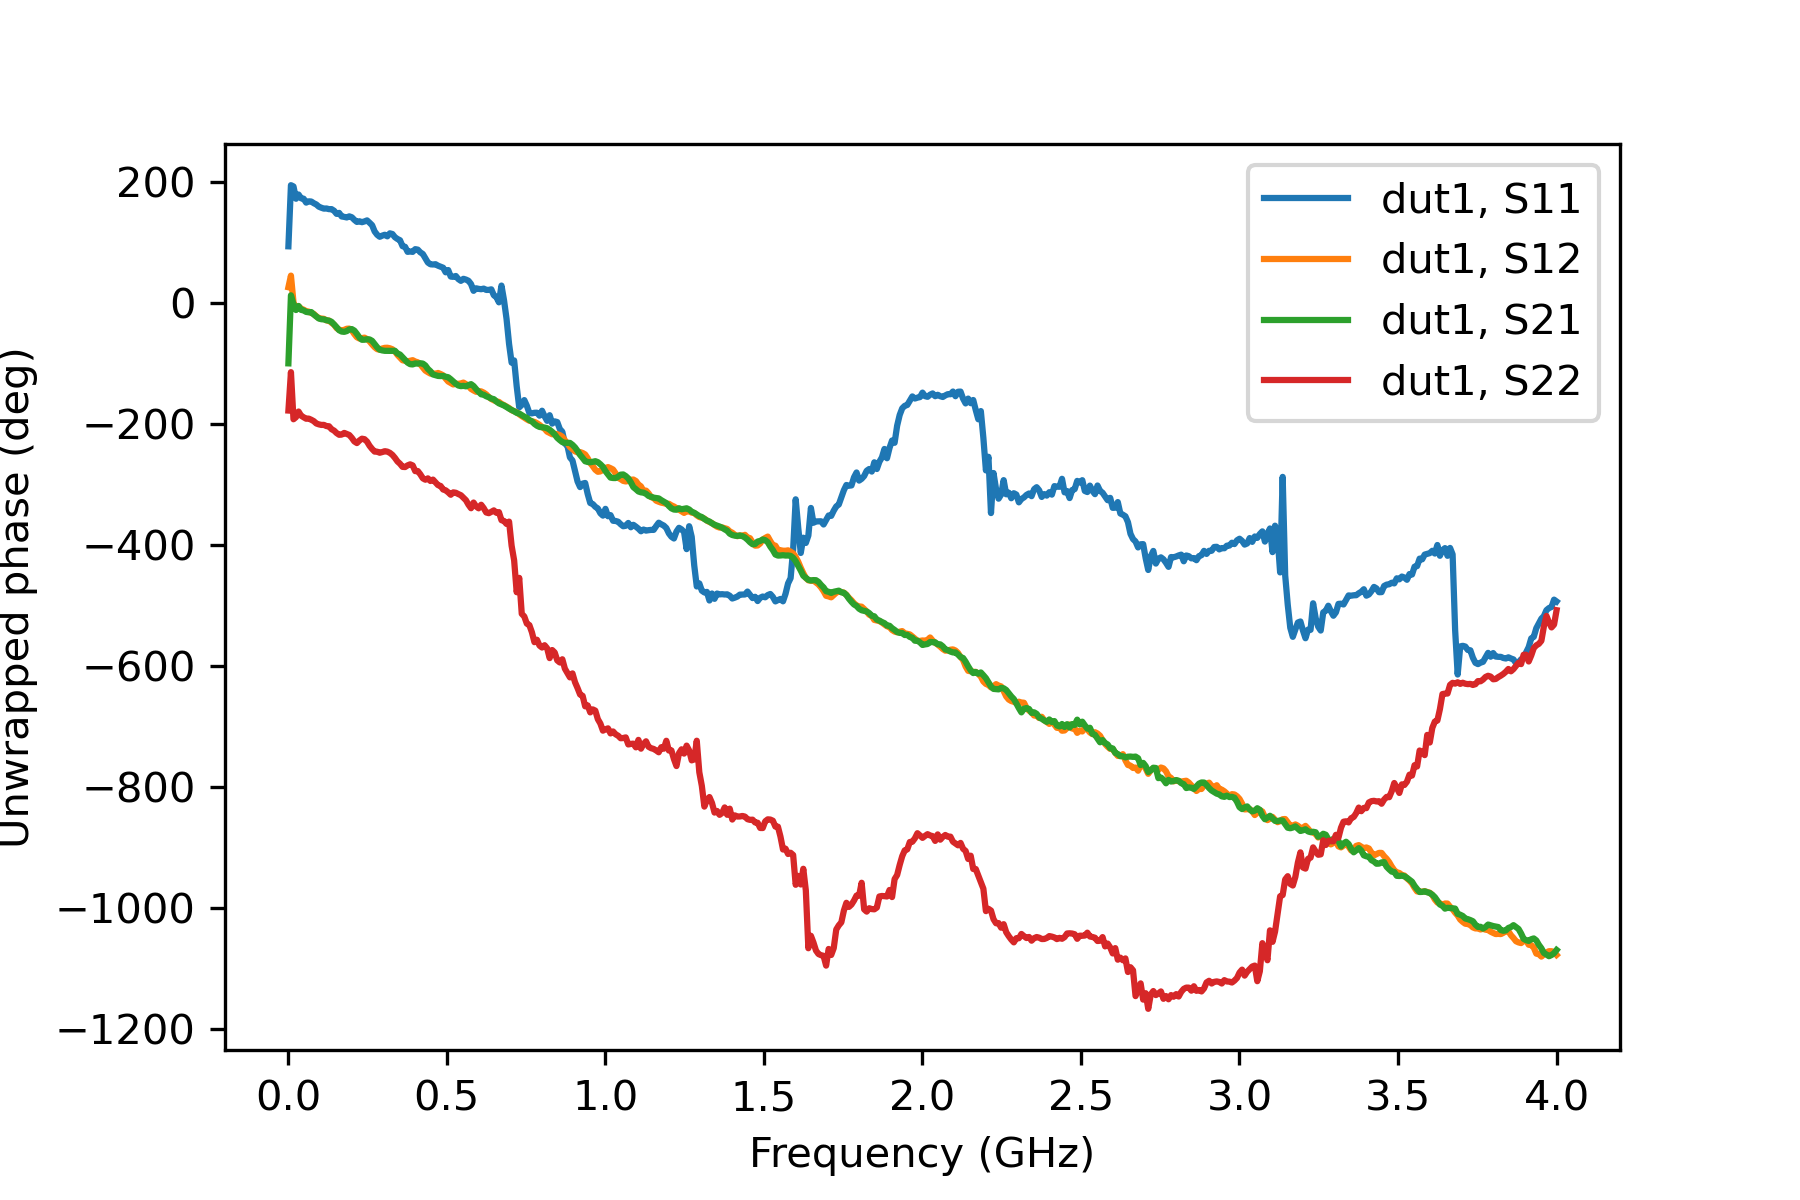 200
0
−200
−400
−600
−800
−1000
−1200
Unwrapped phase (deg)
0.0 0.5 1.0 1.5 2.0 2.5 3.0 3.5 4.0
Frequency (GHz)
dut1, S11
dut1, S12
dut1, S21
dut1, S22